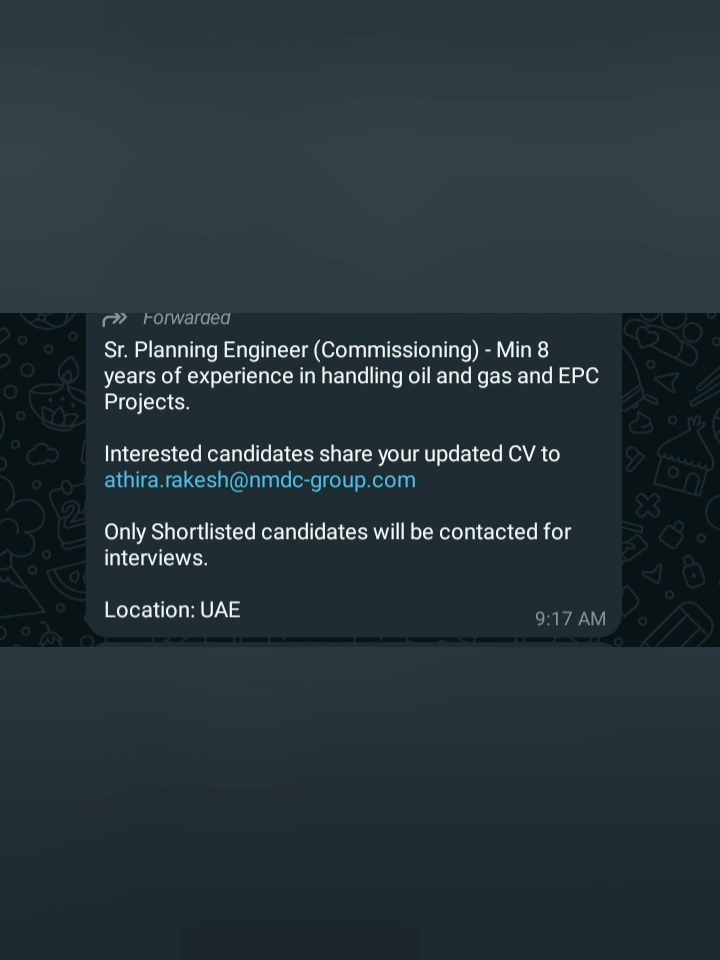 Forwarded
Sr. Planning Engineer (Commissioning) - Min 8
years of experience in handling oil and gas and EPC
Projects.
Interested candidates share your updated CV to
athira.rakesh@nmdc-group.com
Only Shortlisted candidates will be contacted for
interviews.
Location: UAE
9:17 AM